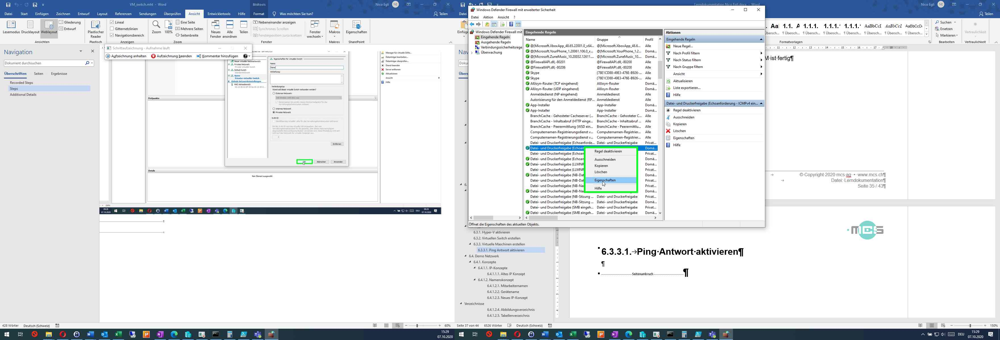 VM_switch.mht - Word
Bildtools
Nico Egli
NE
Datei Start Einfügen Zeichnen Entwurf Layout Referenzen Sendungen Überprüfen Ansicht Entwicklertools Hilfe Format Was möchten Sie tun? Teilen
Lesemodus Drucklayout Weblayout
Gliederung
Entwurf
Ansichten
Plastischer Reader
Plastisch
Lineal
Gitternetzlinien
Navigationsbereich
Anzeigen
Zoom 100%
Eine Seite
Mehrere Seiten
Seitenbreite
Zoom
Neues Fenster
Alle anordnen
Teilen
Nebeneinander anzeigen
Synchrones Scrollen
Fensterposition zurücksetzen
Fenster wechseln
Fenster
Makros
Makros
Eigenschaften
SharePoint
Navigation
Dokument durchsuchen
Überschriften Seiten Ergebnisse
Recorded Steps
Steps
Additional Details
Schrittaufzeichnung - Aufnahme läuft
Aufzeichnung anhalten Aufzeichnung beenden Kommentar hinzufügen
Neuer virtueller Netzwerkswitch
Privates Netzwerk
Privater virtueller Switch
Default Switch
Standardnetzwerk
Name
Privater virtueller Switch
Globale Netzwerkeinstellungen
MAC-Adressbereich
Eigenschaften für virtuellen Switch
Name:
Name
Anmerkung:
Verbindungstyp
Womit soll dieser virtuelle Switch verbunden werden?
Externes Netzwerk:
Internes Netzwerk
Privates Netzwerk
VLAN-ID
2
Entfernen
OK Abbrechen Anwenden
Manager für virtuelle SANs...
Datenträger bearbeiten...
Datenträger überprüfen...
Dienst beenden
Server entfernen
Aktualisieren
Ansicht
Hilfe
Prüfpunkte
Details
Kein Element ausgewählt
09:28
07.10.2020
DEU
09:28
07.10.2020
428 Wörter Deutsch (Schweiz) 60%
15:29
07.10.2020
Lerndokumentation Nico Egli.docx - Word
Nico Egli
NE
Teilen
Windows Defender Firewall mit erweiterter Sicherheit
Datei Aktion Ansicht ?
Windows Defender Firewall mit
Eingehende Regeln
Ausgehende Regeln
Verbindungssicherheitsrege
Überwachung
Eingehende Regeln
Name Gruppe Profil
@{Microsoft.XboxApp_48.65.22001.0_x64... @{Microsoft.XboxApp_48.65... Alle
@{Microsoft.YourPhone_1.20061.106.0_x... @{Microsoft.YourPhone_1.2... Domä...
@{Microsoft.ZuneMusic_10.20032.12611.... @{Microsoft.ZuneMusic_10.... Domä...
@FirewallAPI.dll,-80201 @FirewallAPI.dll,-80200 Alle
@FirewallAPI.dll,-80206 @FirewallAPI.dll,-80200 Alle
Skype {78E1CD88-49E3-476E-B926-... Alle
Skype {78E1CD88-49E3-476E-B926-... Alle
AllJoyn-Router (TCP eingehend) AllJoyn-Router Domä...
AllJoyn-Router (UDP eingehend) AllJoyn-Router Domä...
Anmeldedienst (NP eingehend) Anmeldedienst Alle
Autorisierung für den Anmeldedienst (RP... Anmeldedienst Alle
App-Installer App-Installer Domä...
App-Installer App-Installer Alle
BranchCache - Gehosteter Cacheserver (... BranchCache - Gehosteter C... Alle
BranchCache - Inhaltsabruf (HTTP einge... BranchCache - Inhaltsabruf ... Alle
BranchCache - Peerermittlung (WSD ein... BranchCache - Peerermittlu... Alle
Computernamen-Registrierungsdienst v... Computernamen-Registrier... Alle
Computernamen-Registrierungsdienst v... Computernamen-Registrier... Alle
Datei- und Druckerfreigabe (Echoanforde... Datei- und Druckerfreigabe Privat...
Datei- und Druckerfreigabe (Echoan Domä...
Datei- und Druckerfreigabe (Echoan Privat...
Datei- und Druckerfreigabe (Echoan Domä...
Datei- und Druckerfreigabe (LLMNR Domä...
Datei- und Druckerfreigabe (LLMNR Privat...
Datei- und Druckerfreigabe (NB-Dat Domä...
Datei- und Druckerfreigabe (NB-Dat Privat...
Datei- und Druckerfreigabe (NB-Na Privat...
Datei- und Druckerfreigabe (NB-Na Domä...
Datei- und Druckerfreigabe (NB-Sitzung ... Datei- und Druckerfreigabe Privat...
Datei- und Druckerfreigabe (NB-Sitzung ... Datei- und Druckerfreigabe Domä...
Datei- und Druckerfreigabe (SMB eingeh... Datei- und Druckerfreigabe Privat...
Datei- und Druckerfreigabe (SMB eingeh... Datei- und Druckerfreigabe Domä...
Regel deaktivieren
Ausschneiden
Kopieren
Löschen
Eigenschaften
Hilfe
Aktionen
Eingehende Regeln
Neue Regel...
Nach Profil filtern
Nach Status filtern
Nach Gruppe filtern
Ansicht
Aktualisieren
Liste exportieren...
Hilfe
Datei- und Druckerfreigabe (Echoanforderung - ICMPv4 ein...
Regel deaktivieren
Ausschneiden
Kopieren
Löschen
Eigenschaften
Hilfe
Öffnet die Eigenschaften des aktuellen Objekts.
Suchen
Ersetzen
Markieren
Bearbeiten
Vertraulichkeit
Vertraulichkeit
Formatvorlagen
M·ist·fertig¶
→ ©·Copyright·2020·mcs·ag·•··www.mcs.ch¶
→ Datei:·Lerndokumentation¶
Seite·35·/·43¶
mcs
6.3.1. Hyper-V aktivieren
6.3.2. Virtuellen Switch erstellen
6.3.3. Virtuelle Maschinen erstellen
6.3.3.1. Ping Antwort aktivieren
6.4. Demo Netzwerk
6.4.1. Konzepte
6.4.1.1. IP-Konzepte
6.4.1.1.1. Altes IP Konzept
6.4.1.2. Namenskonzept
6.4.1.2.1. Mitarbeiternamen
6.4.1.2.2. Gerätename
6.4.1.2.3. Neues IP-Konzept
Verzeichnisse
6.4.1.2.4. Abbildungsverzeichnis
6.4.1.2.5. Tabellenverzeichnis
6.3.3.1.→Ping·Antwort·aktivieren¶
¶
Seitenumbruch ¶
Seite 37 von 44 6526 Wörter Deutsch (Schweiz) 150%
DEU
15:29
07.10.2020